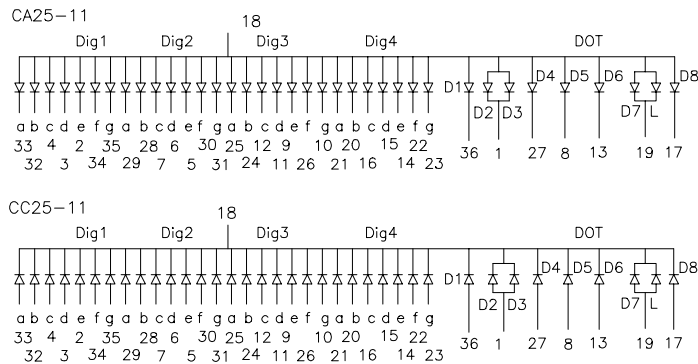 CA25-11
18
Dig1 Dig2 Dig3 Dig4 DOT
D1 D4 D5 D6 D8
D2 D3 D7 L
a b c d e f g a b c d e f g a b c d e f g a b c d e f g
33 4 2 35 28 6 30 25 12 9 10 20 15 22
36 1 27 8 13 19 17
32 3 34 29 7 5 31 24 11 26 21 16 14 23
CC25-11
18
Dig1 Dig2 Dig3 Dig4 DOT
D1 D4 D5 D6 D8
D2 D3 D7 L
a b c d e f g a b c d e f g a b c d e f g a b c d e f g
33 4 2 35 28 6 30 25 12 9 10 20 15 22
36 1 27 8 13 19 17
32 3 34 29 7 5 31 24 11 26 21 16 14 23